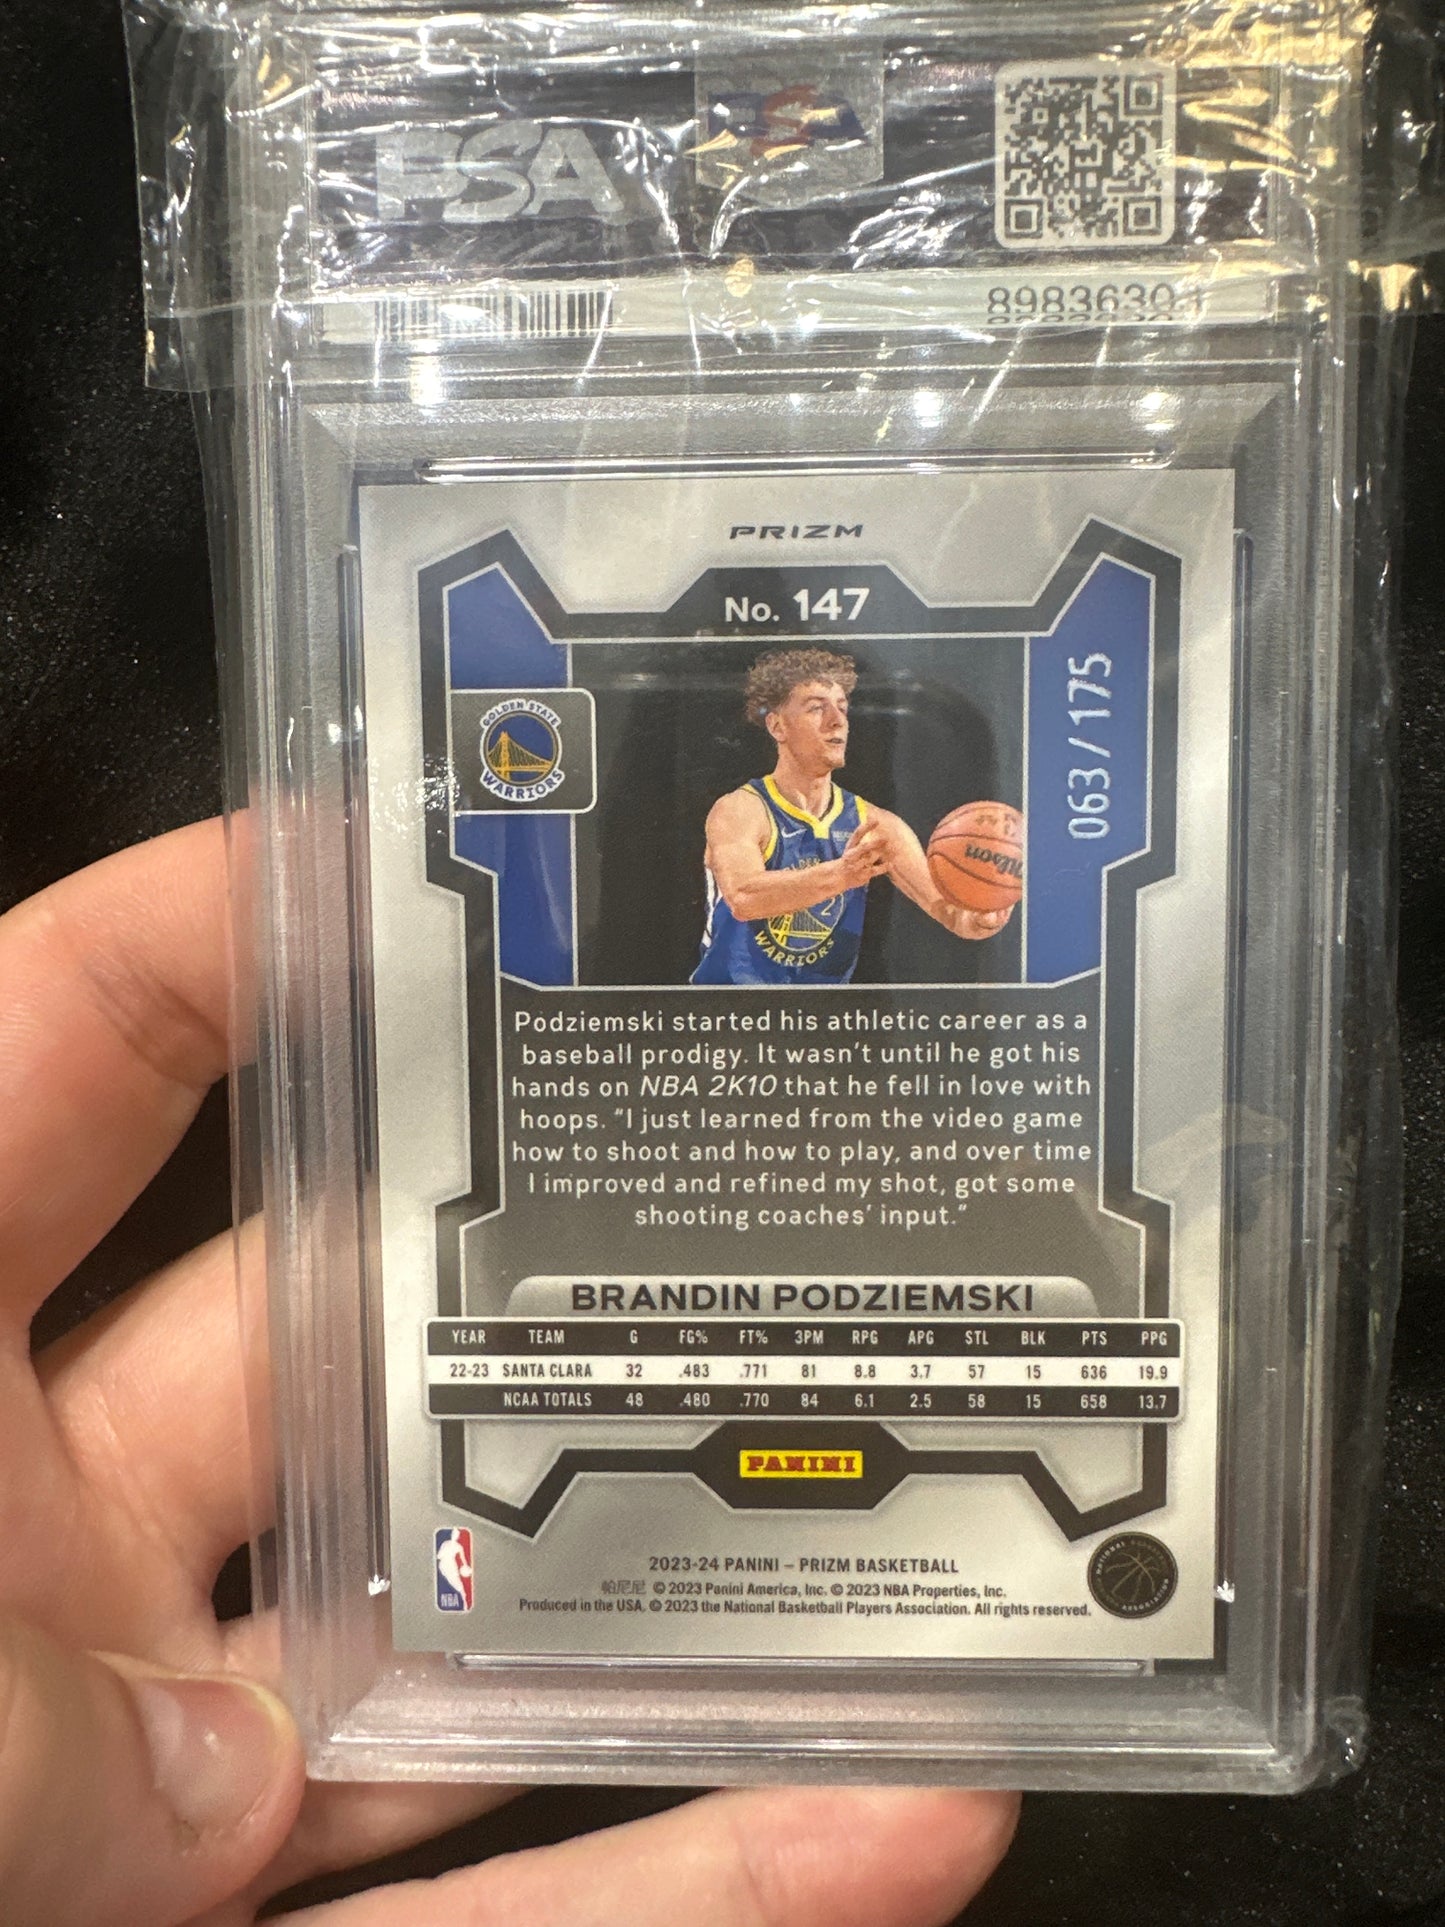 PSA
PSA
89836303
PRIZM
No. 147
GOLDEN STATE
WARRIORS
063/175
Wilson
2
WARRIORS
Podziemski started his athletic career as a
baseball prodigy. It wasn't until he got his
hands on NBA 2K10 that he fell in love with
hoops. "I just learned from the video game
how to shoot and how to play, and over time
I improved and refined my shot, got some
shooting coaches' input."
BRANDIN PODZIEMSKI
YEAR TEAM G FG% FT% 3PM RPG APG STL BLK PTS PPG
22-23 SANTA CLARA 32 .483 .771 81 8.8 3.7 57 15 636 19.9
NCAA TOTALS 48 .480 .770 84 6.1 2.5 58 15 658 13.7
PANINI
NBA
2023-24 PANINI – PRIZM BASKETBALL
帕尼尼 © 2023 Panini America, Inc. © 2023 NBA Properties, Inc.
Produced in the USA. © 2023 the National Basketball Players Association. All rights reserved.